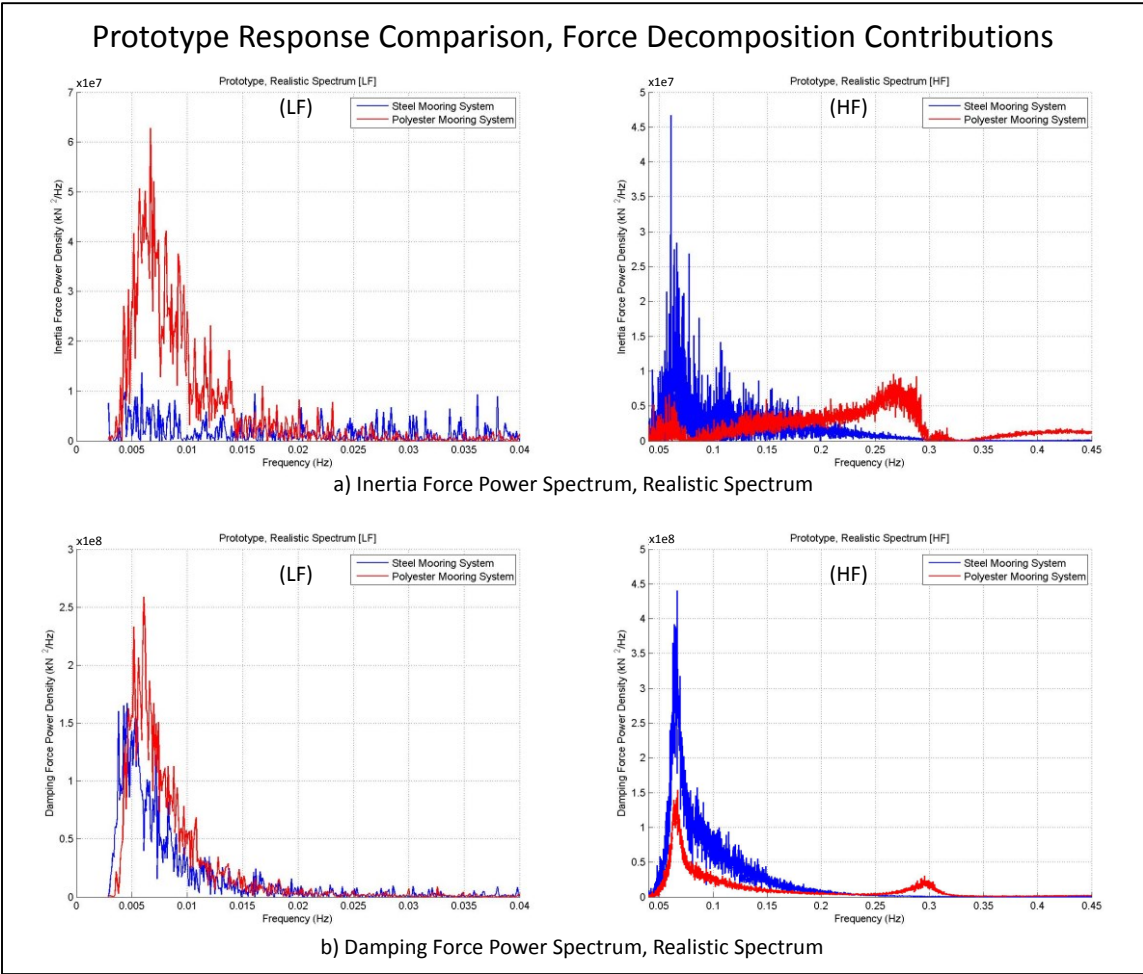 Prototype Response Comparison, Force Decomposition Contributions
x1e7
Prototype, Realistic Spectrum [LF]
(LF)
Steel Mooring System
Polyester Mooring System
7
6
5
4
3
2
1
0
Inertia Force Power Density (kN ^2/Hz)
0 0.005 0.01 0.015 0.02 0.025 0.03 0.035 0.04
Frequency (Hz)
x1e7
Prototype, Realistic Spectrum [HF]
(HF)
Steel Mooring System
Polyester Mooring System
5
4.5
4
3.5
3
2.5
2
1.5
1
0.5
0
Inertia Force Power Density (kN ^2/Hz)
0.05 0.1 0.15 0.2 0.25 0.3 0.35 0.4 0.45
Frequency (Hz)
a) Inertia Force Power Spectrum, Realistic Spectrum
x1e8
Prototype, Realistic Spectrum [LF]
(LF)
Steel Mooring System
Polyester Mooring System
3
2.5
2
1.5
1
0.5
0
Damping Force Power Density (kN ^2/Hz)
0 0.005 0.01 0.015 0.02 0.025 0.03 0.035 0.04
Frequency (Hz)
x1e8
Prototype, Realistic Spectrum [HF]
(HF)
Steel Mooring System
Polyester Mooring System
5
4.5
4
3.5
3
2.5
2
1.5
1
0.5
0
Damping Force Power Density (kN ^2/Hz)
0.05 0.1 0.15 0.2 0.25 0.3 0.35 0.4 0.45
Frequency (Hz)
b) Damping Force Power Spectrum, Realistic Spectrum